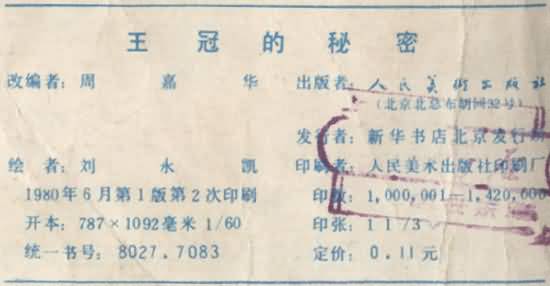 王冠的秘密
改编者：周嘉华 出版者：人民美术出版社
（北京北总布胡同32号）
发行者：新华书店北京发行所
绘者：刘永凯 印刷者：人民美术出版社印刷厂
1980年6月第1版第2次印刷 印数：1,000,001—1,420,000
开本：787×1092毫米 1/60 印张：1 1/3
统一书号：8027.7083 定价：0.11元